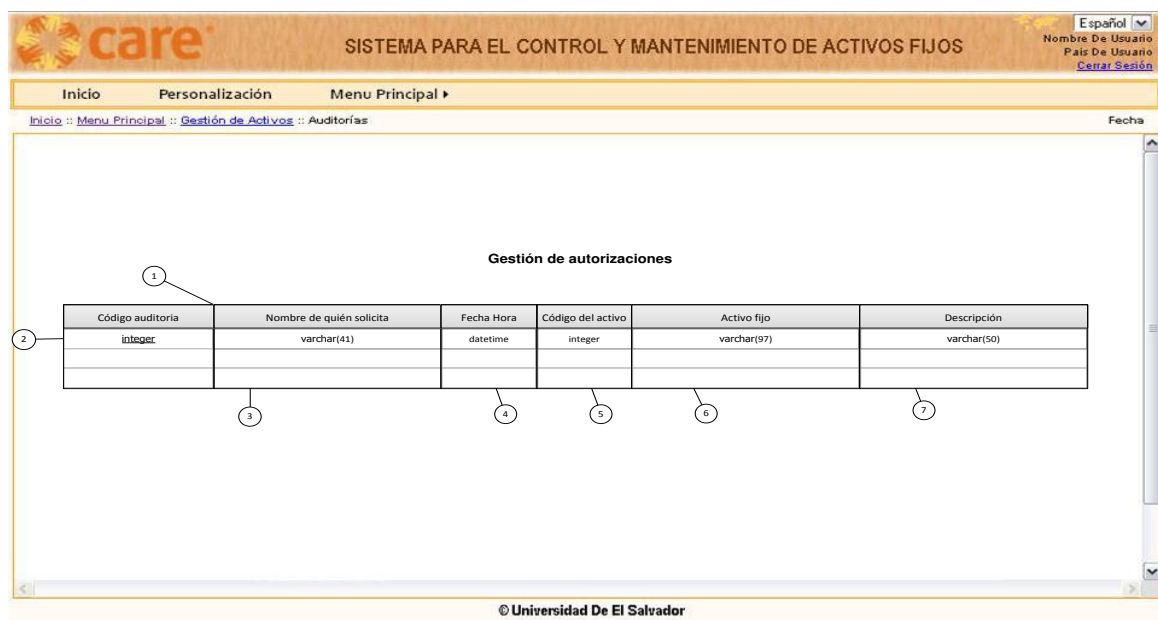 Español
care
SISTEMA PARA EL CONTROL Y MANTENIMIENTO DE ACTIVOS FIJOS
Nombre De Usuario
Pais De Usuario
Cerrar Sesión
Inicio Personalización Menu Principal
Inicio :: Menu Principal :: Gestión de Activos :: Auditorías Fecha
Gestión de autorizaciones
1
Código auditoria Nombre de quién solicita Fecha Hora Código del activo Activo fijo Descripción
2 integer varchar(41) datetime integer varchar(97) varchar(50)
3 4 5 6 7
© Universidad De El Salvador